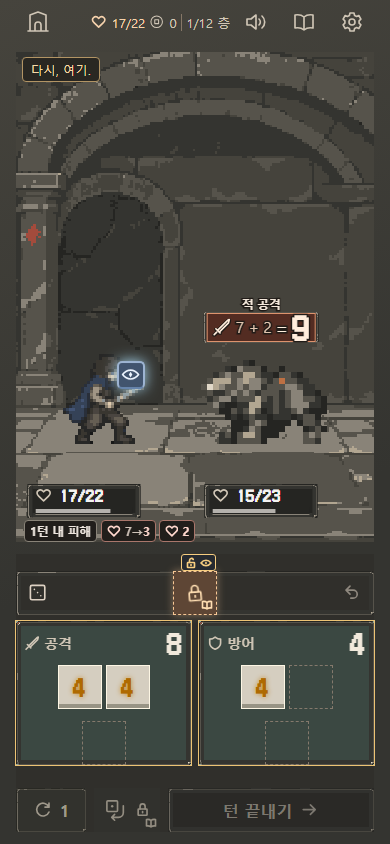 17/22 0 1/12 층
다시, 여기.
적 공격
7 + 2 = 9
17/22
15/23
1턴 내 피해 7→3 2
공격 8
방어 4
4 4
4
1
턴 끝내기 →